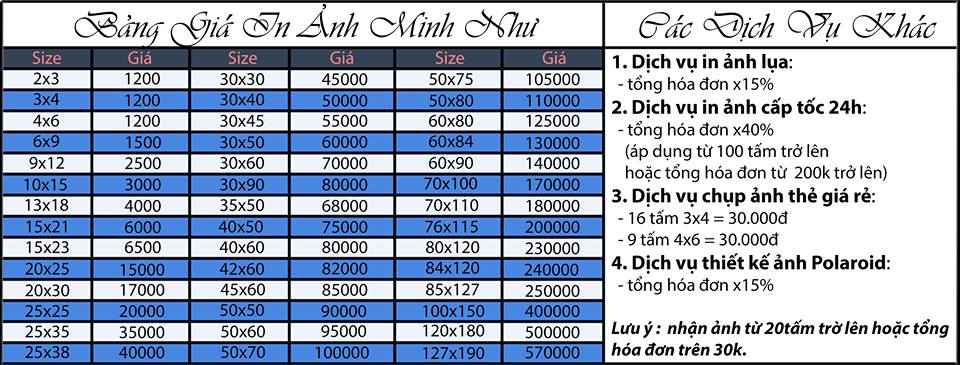 Bảng Giá In Ảnh Minh Như
Size Giá Size Giá Size Giá
2x3 1200 30x30 45000 50x75 105000
3x4 1200 30x40 50000 50x80 110000
4x6 1200 30x45 55000 60x80 125000
6x9 1500 30x50 60000 60x84 130000
9x12 2500 30x60 70000 60x90 140000
10x15 3000 30x90 80000 70x100 170000
13x18 4000 35x50 68000 70x110 180000
15x21 6000 40x50 75000 76x115 200000
15x23 6500 40x60 80000 80x120 230000
20x25 15000 42x60 82000 84x120 240000
20x30 17000 45x60 85000 85x127 250000
25x25 20000 50x50 90000 100x150 400000
25x35 35000 50x60 95000 120x180 500000
25x38 40000 50x70 100000 127x190 570000
Các Dịch Vụ Khác
1. Dịch vụ in ảnh lụa:
- tổng hóa đơn x15%
2. Dịch vụ in ảnh cấp tốc 24h:
- tổng hóa đơn x40%
(áp dụng từ 100 tấm trở lên
hoặc tổng hóa đơn từ 200k trở lên)
3. Dịch vụ chụp ảnh thẻ giá rẻ:
- 16 tấm 3x4 = 30.000đ
- 9 tấm 4x6 = 30.000đ
4. Dịch vụ thiết kế ảnh Polaroid:
- tổng hóa đơn x15%
Lưu ý : nhận ảnh từ 20tấm trờ lên hoặc tổng
hóa đơn trên 30k.